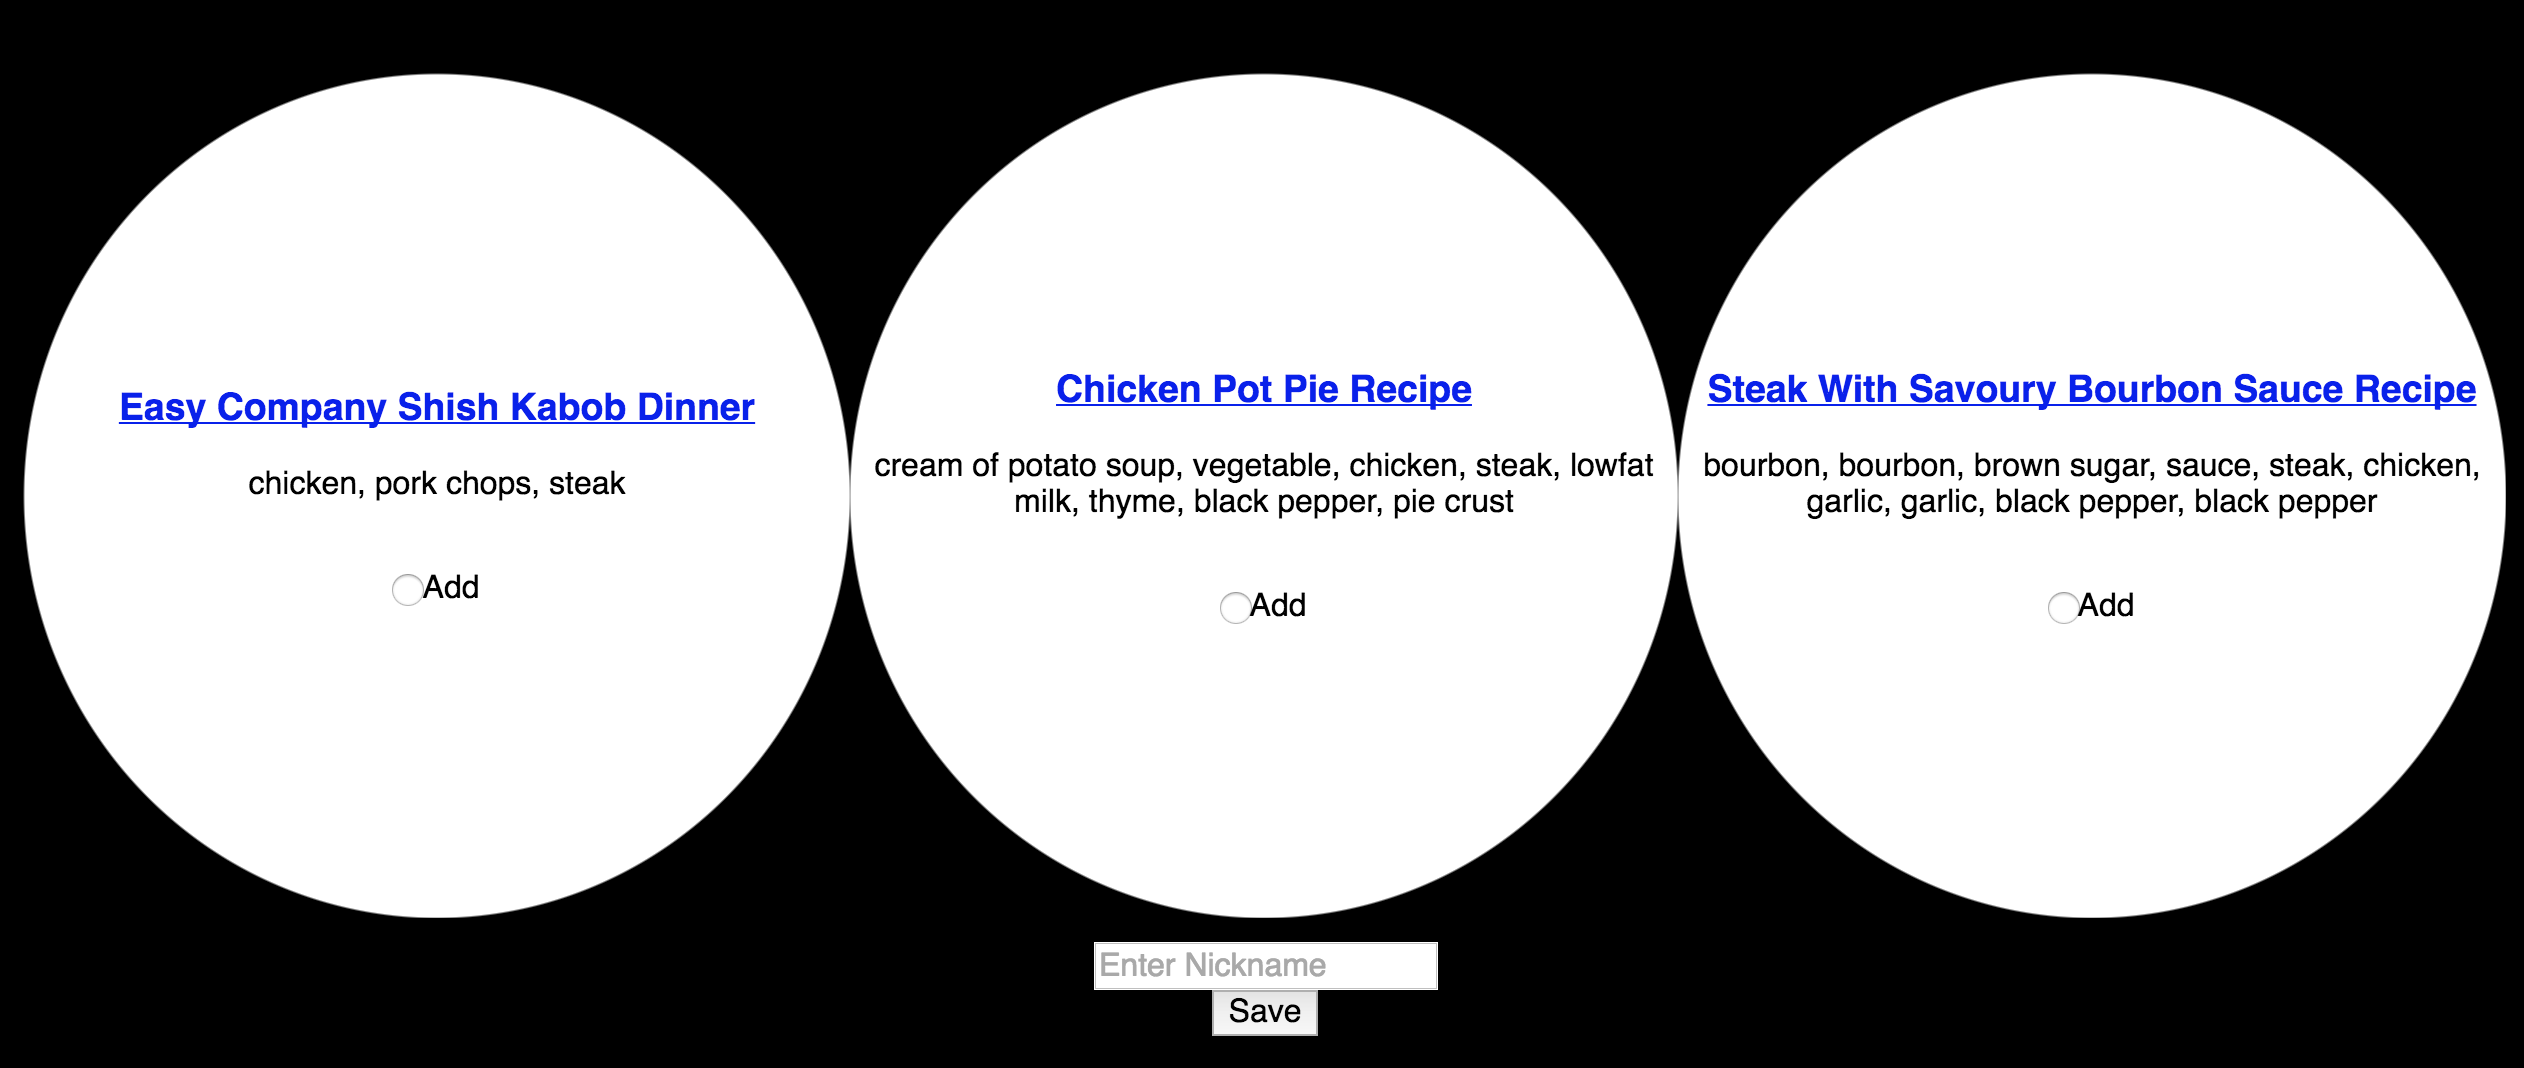 Easy Company Shish Kabob Dinner
chicken, pork chops, steak
Add
Chicken Pot Pie Recipe
cream of potato soup, vegetable, chicken, steak, lowfat
milk, thyme, black pepper, pie crust
Add
Steak With Savoury Bourbon Sauce Recipe
bourbon, bourbon, brown sugar, sauce, steak, chicken,
garlic, garlic, black pepper, black pepper
Add
Enter Nickname
Save